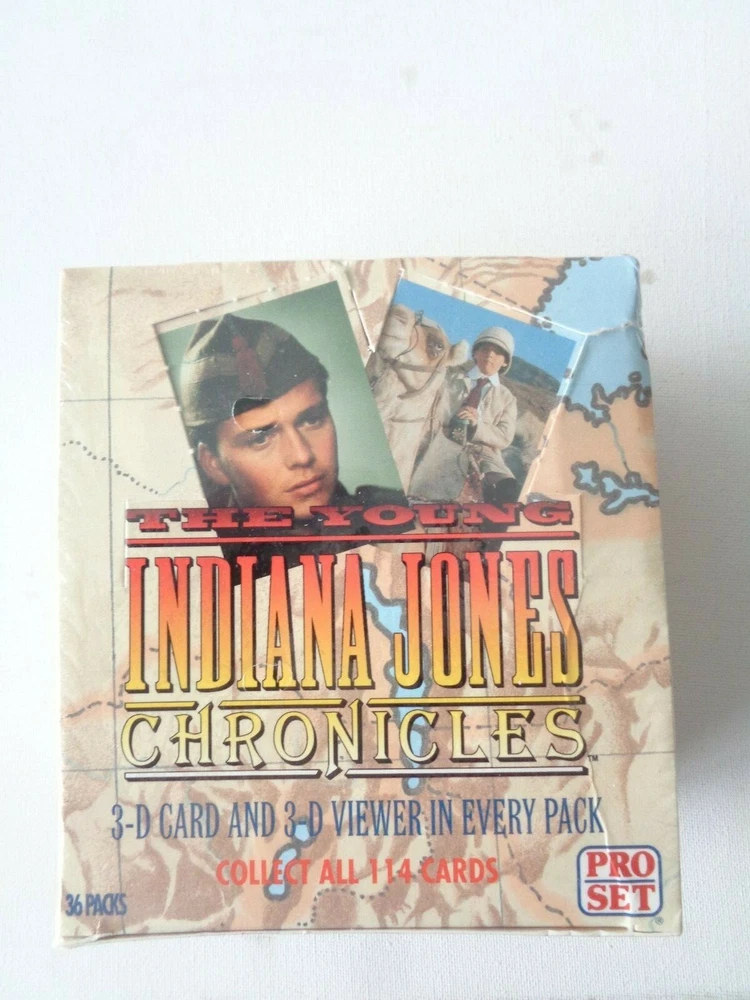 THE YOUNG
INDIANA JONES
CHRONICLES™
3-D CARD AND 3-D VIEWER IN EVERY PACK
COLLECT ALL 114 CARDS
36 PACKS
PRO
SET
®